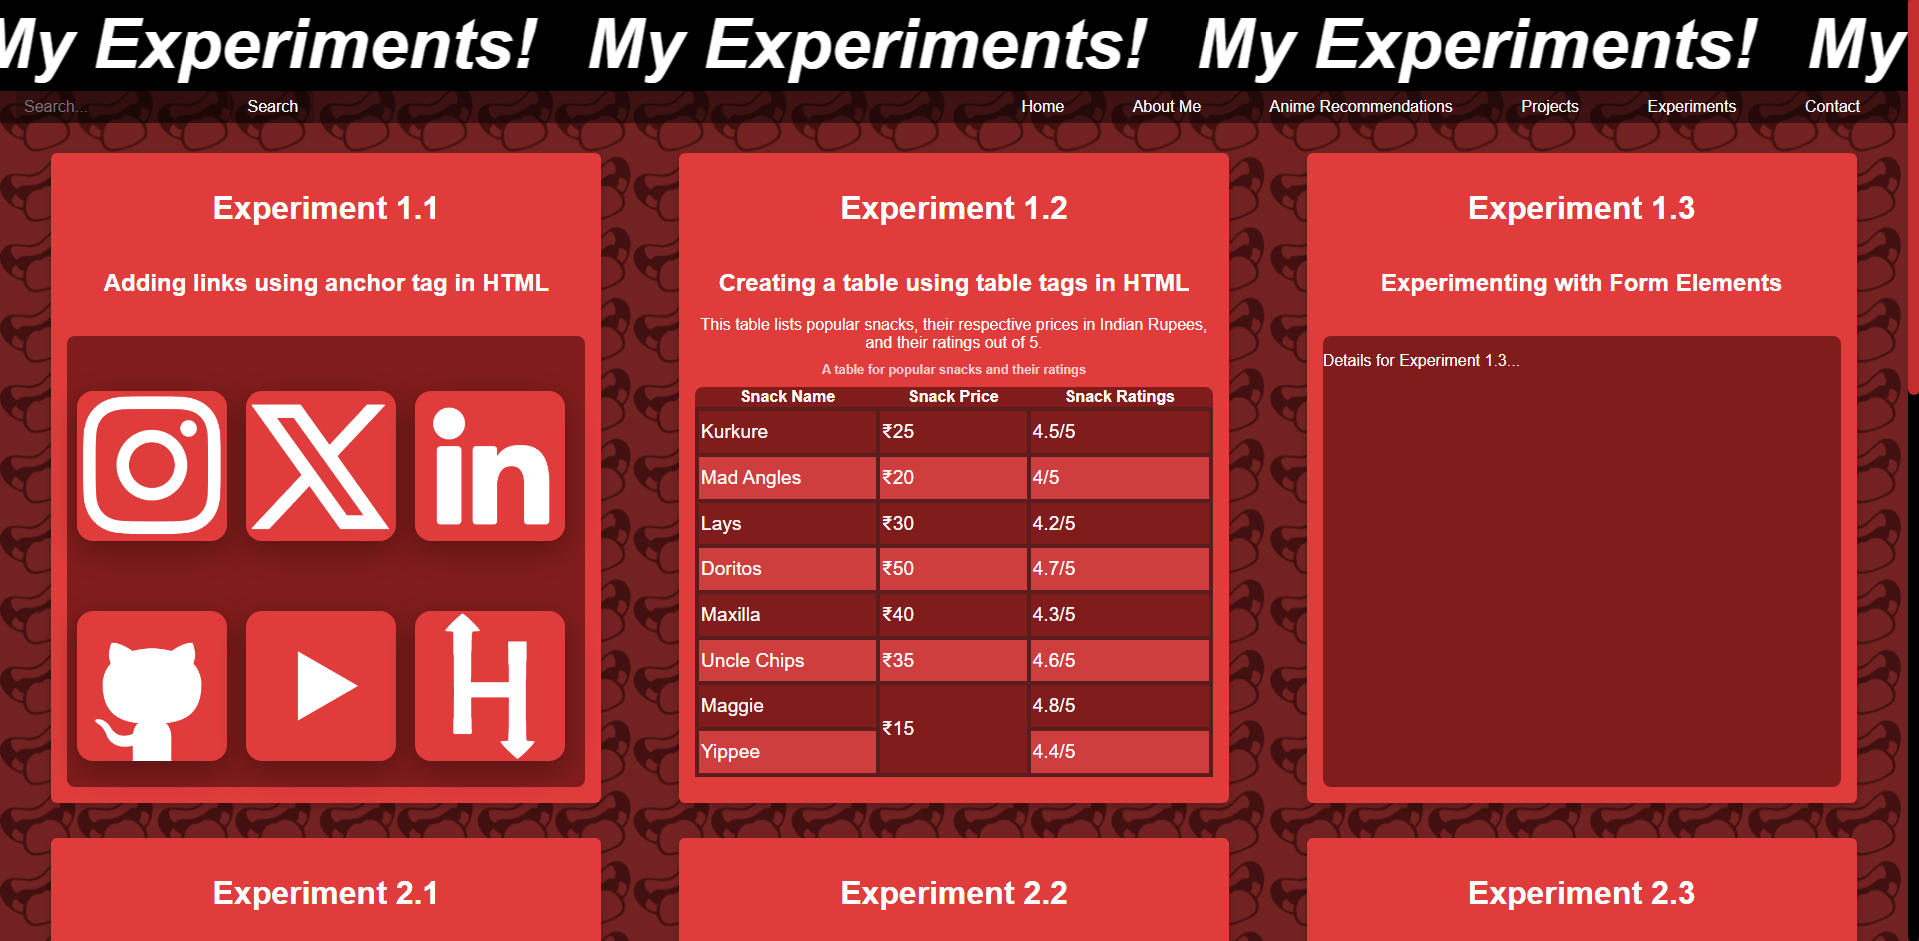 My Experiments! My Experiments! My Experiments! My
Search... Search Home About Me Anime Recommendations Projects Experiments Contact
Experiment 1.1
Adding links using anchor tag in HTML
in
H
Experiment 1.2
Creating a table using table tags in HTML
This table lists popular snacks, their respective prices in Indian Rupees,
and their ratings out of 5.
A table for popular snacks and their ratings
Snack Name Snack Price Snack Ratings
Kurkure ₹25 4.5/5
Mad Angles ₹20 4/5
Lays ₹30 4.2/5
Doritos ₹50 4.7/5
Maxilla ₹40 4.3/5
Uncle Chips ₹35 4.6/5
Maggie ₹15 4.8/5
Yippee 4.4/5
Experiment 1.3
Experimenting with Form Elements
Details for Experiment 1.3...
Experiment 2.1
Experiment 2.2
Experiment 2.3